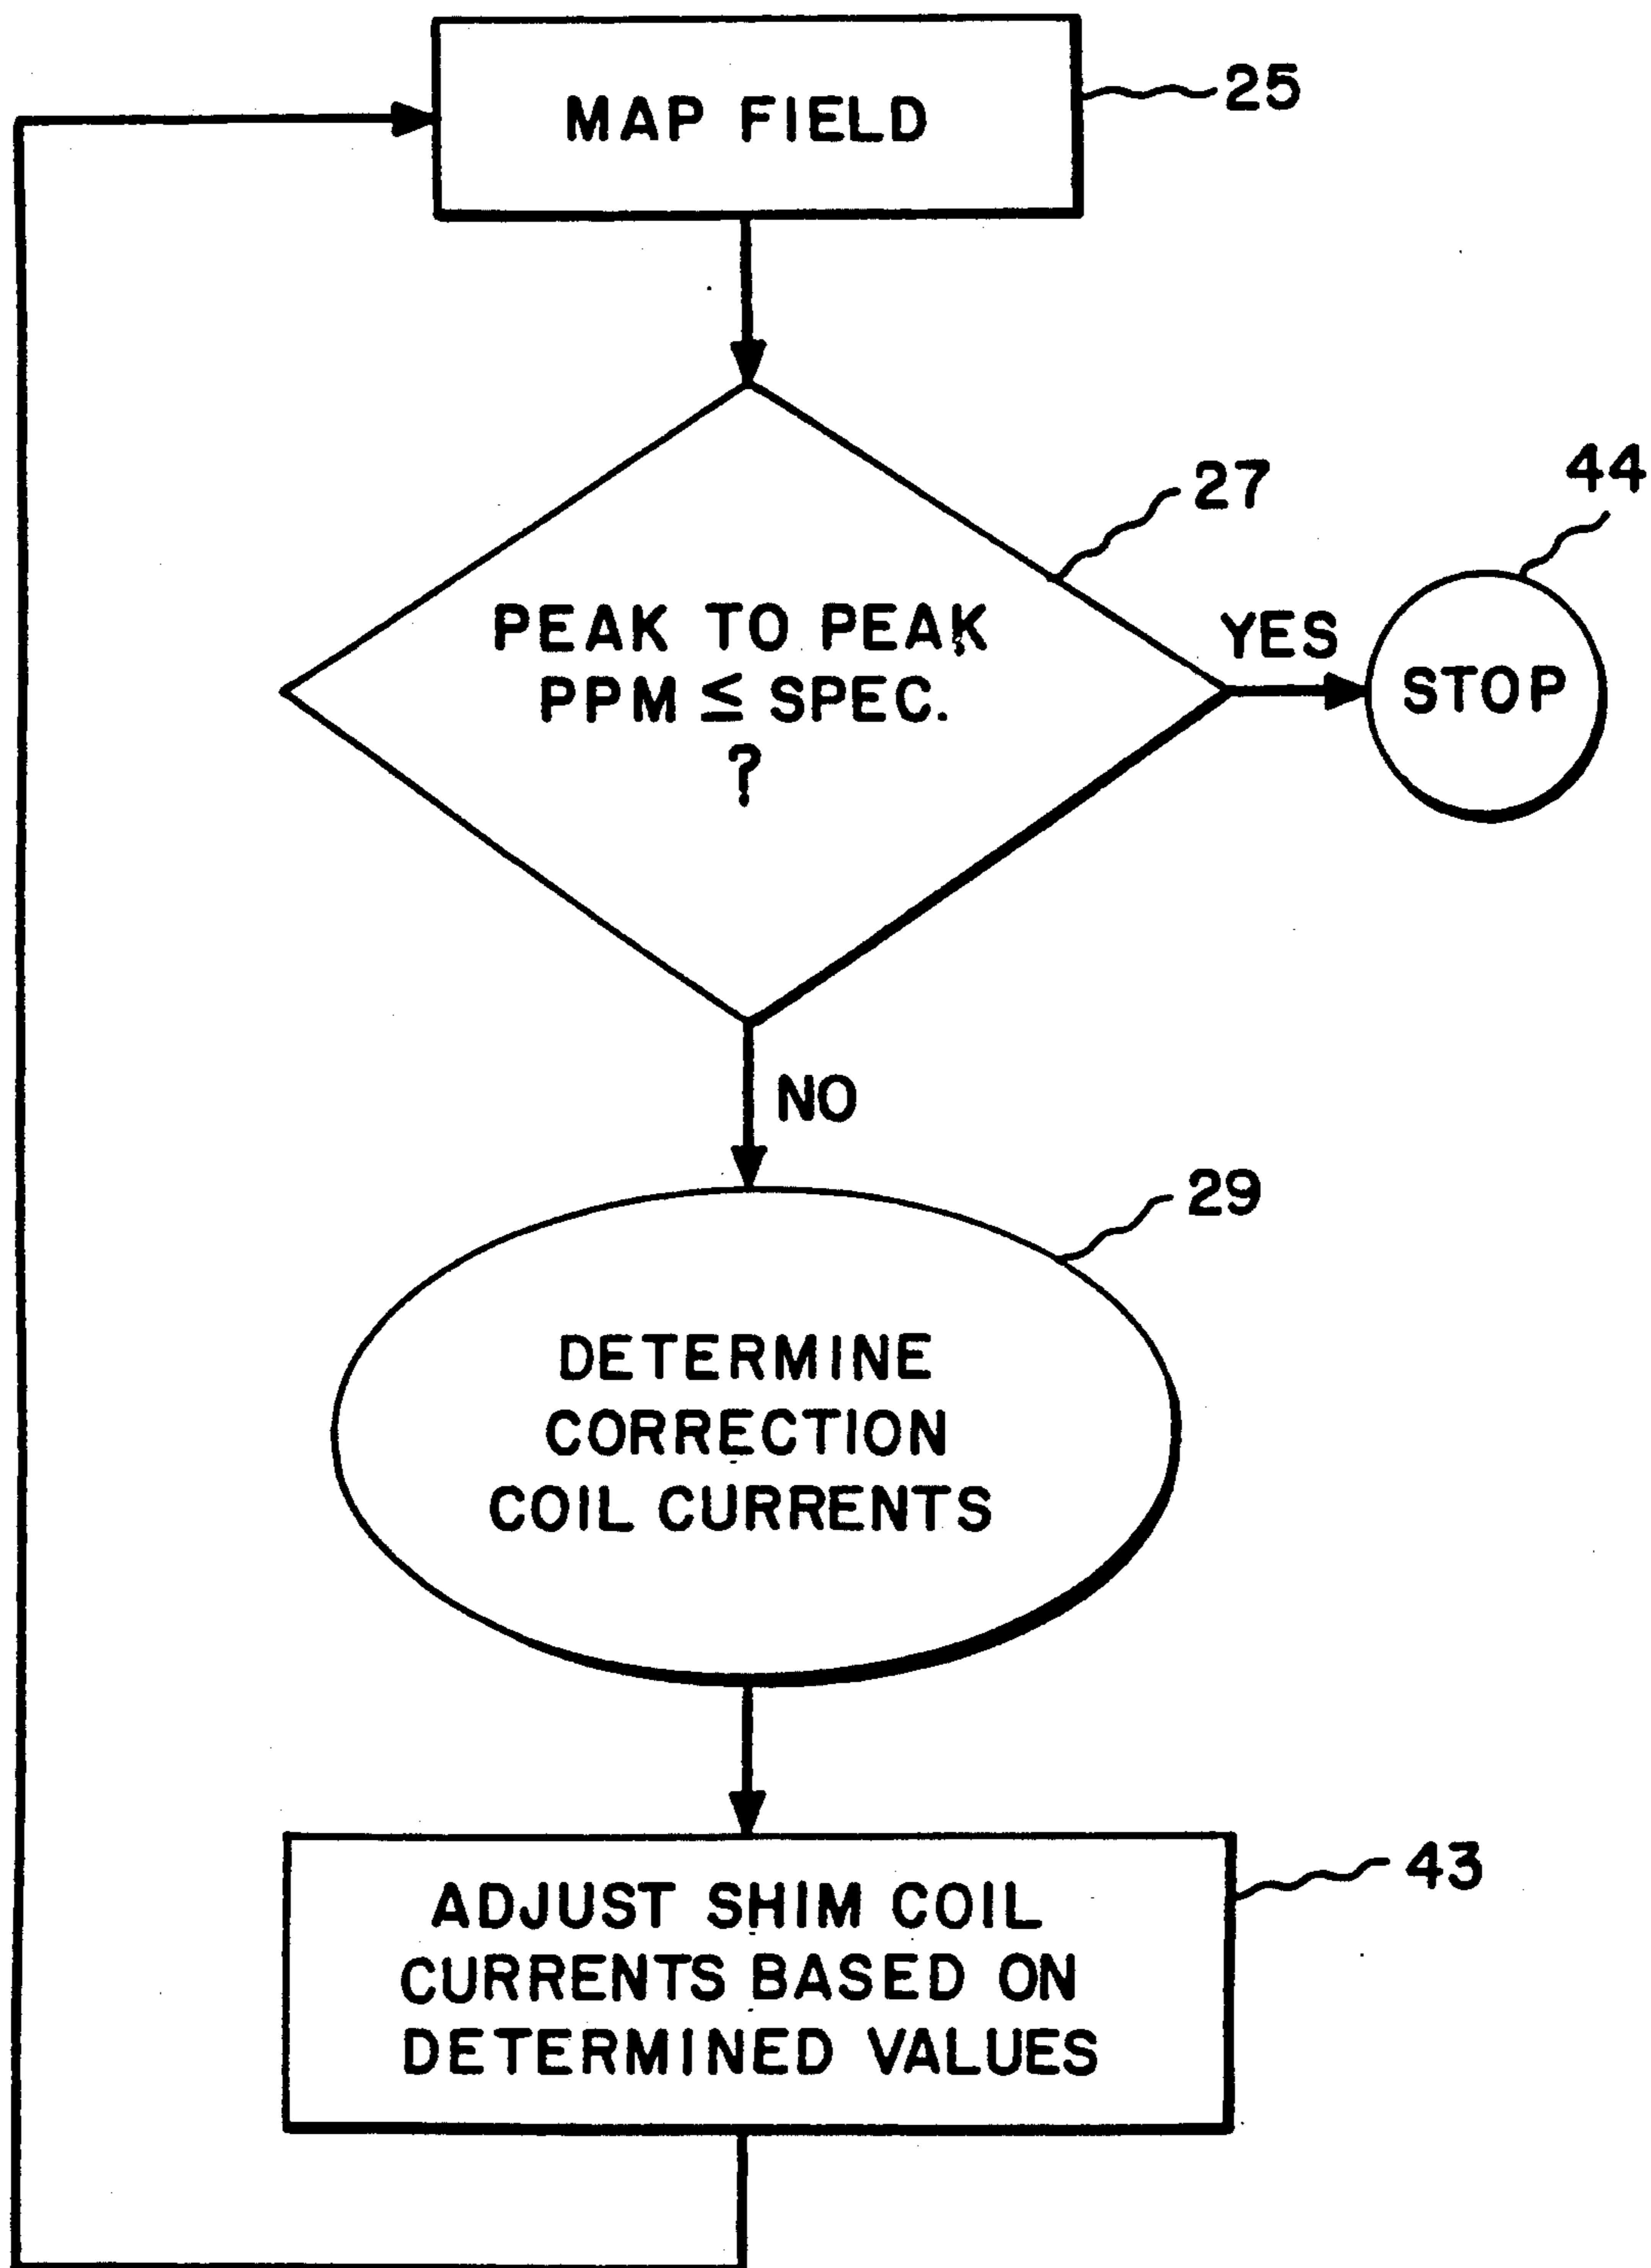 MAP FIELD
25
27
44
PEAK TO PEAK
PPM ≤ SPEC.
?
YES
STOP
NO
29
DETERMINE
CORRECTION
COIL CURRENTS
43
ADJUST SHIM COIL
CURRENTS BASED ON
DETERMINED VALUES